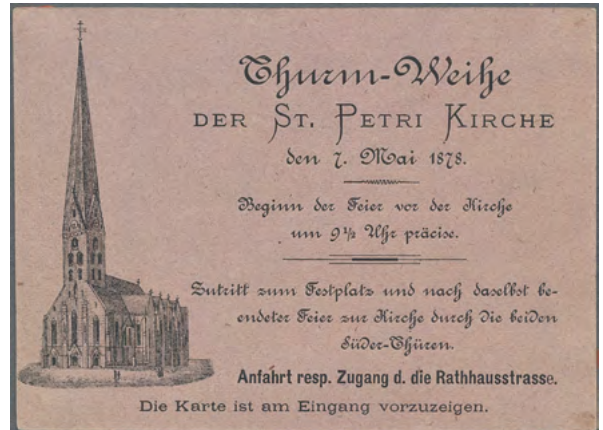 Thurm-Weihe
DER ST. PETRI KIRCHE
den 7. Mai 1878.
Beginn der Feier vor der Kirche
um 9½ Uhr präcise.
Zutritt zum Festplatz und nach daselbst be-
endeter Feier zur Kirche durch die beiden
Süder-Thüren.
Anfahrt resp. Zugang d. die Rathhausstrasse.
Die Karte ist am Eingang vorzuzeigen.